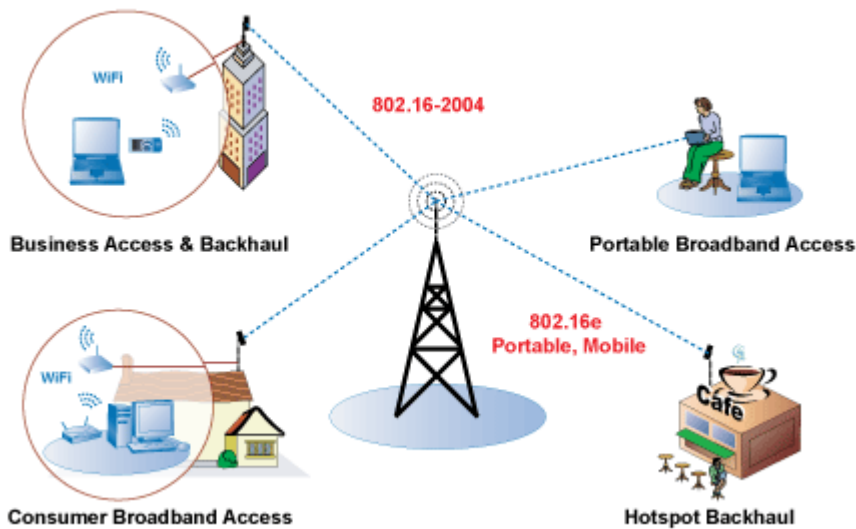 WiFi
802.16-2004
Business Access & Backhaul
Portable Broadband Access
802.16e
Portable, Mobile
WiFi
Cafe
Consumer Broadband Access
Hotspot Backhaul